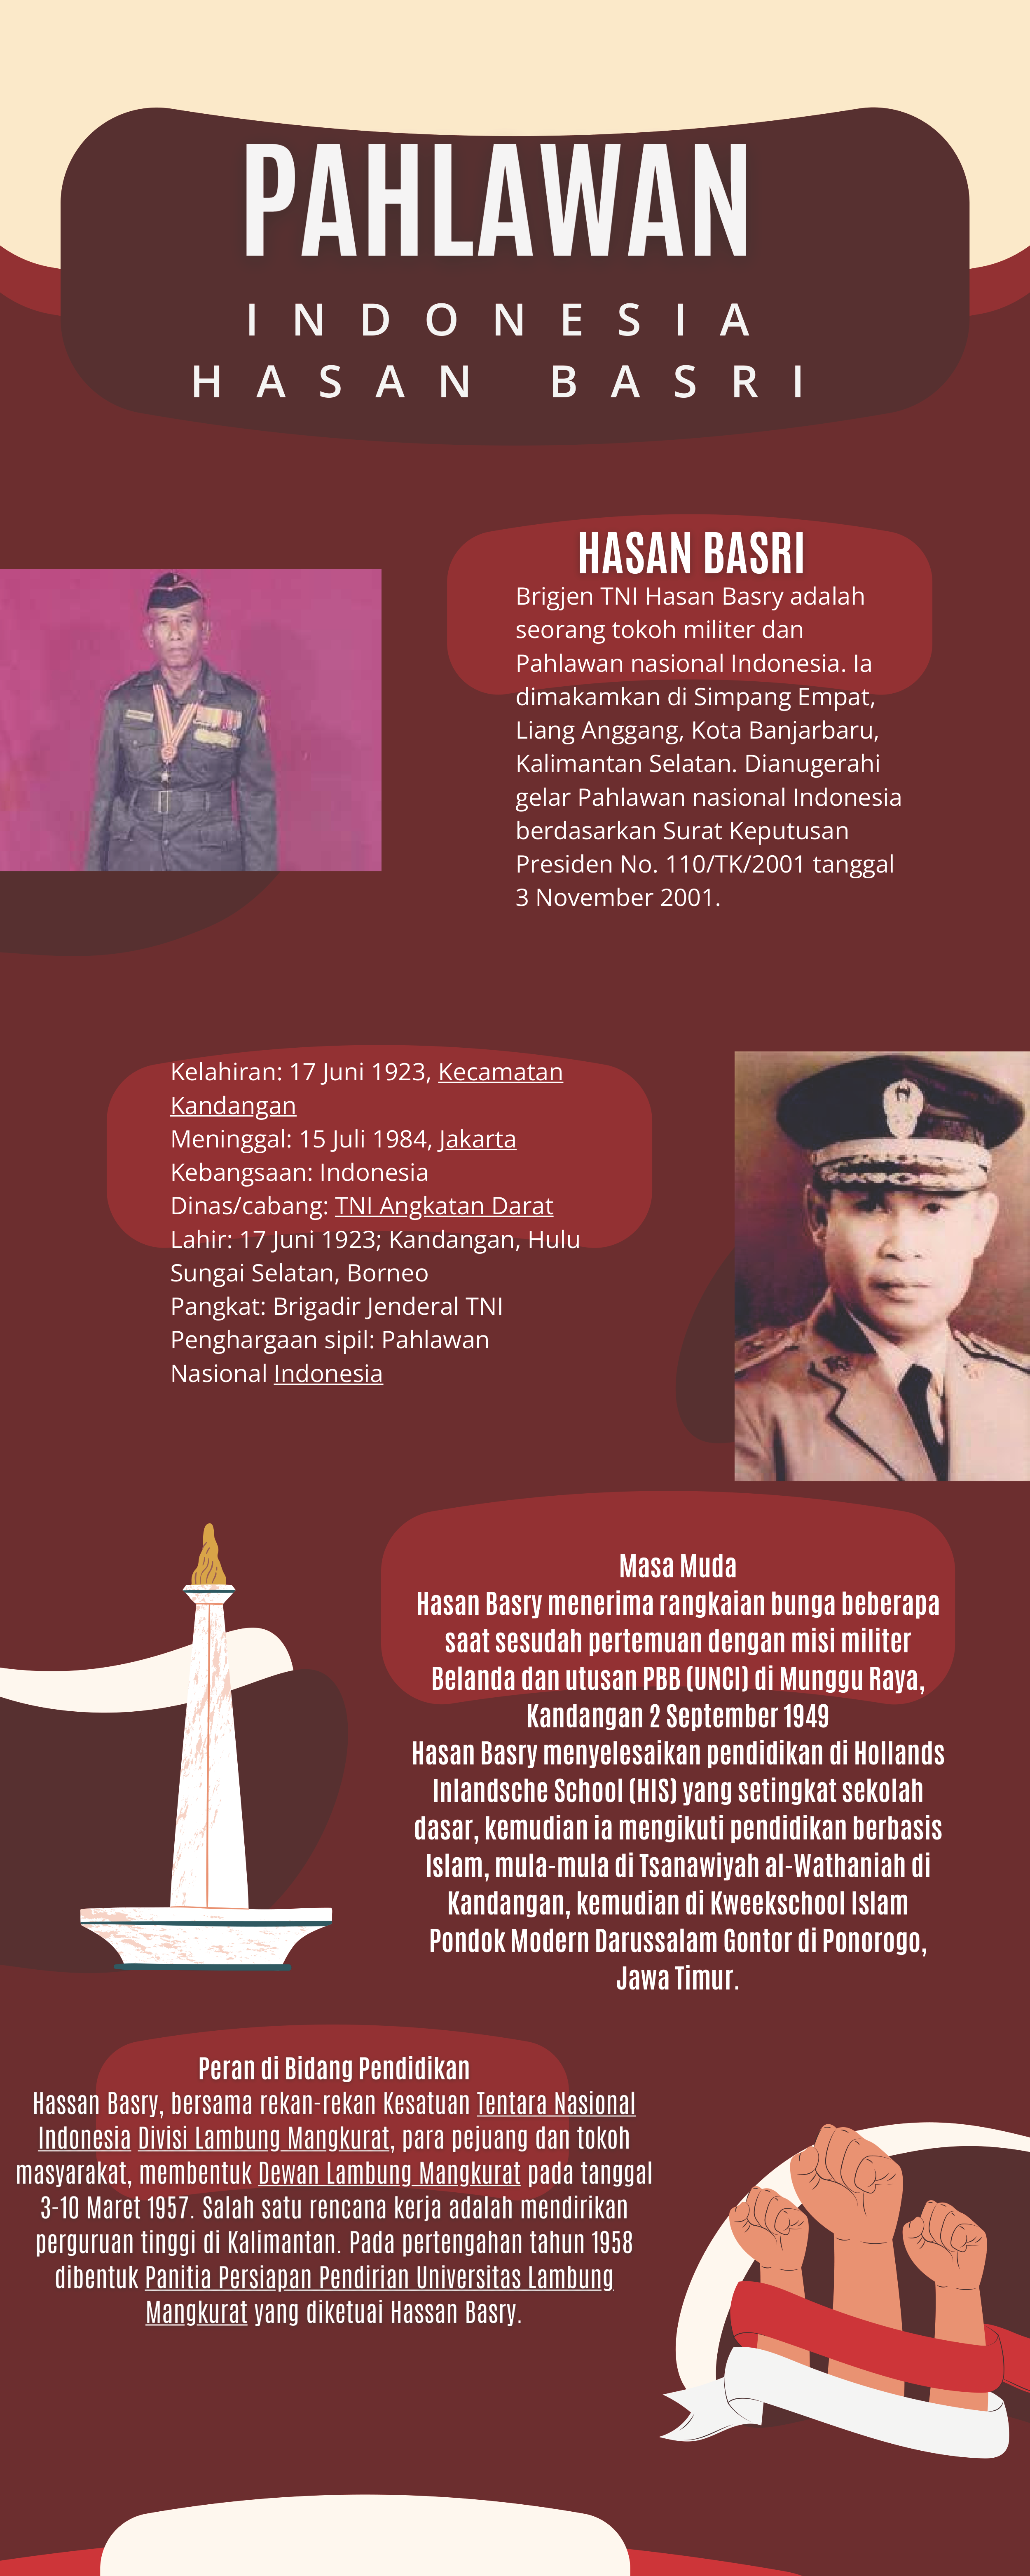 PAHLAWAN
INDONESIA
HASAN BASRI
HASAN BASRI
Brigjen TNI Hasan Basry adalah
seorang tokoh militer dan
Pahlawan nasional Indonesia. Ia
dimakamkan di Simpang Empat,
Liang Anggang, Kota Banjarbaru,
Kalimantan Selatan. Dianugerahi
gelar Pahlawan nasional Indonesia
berdasarkan Surat Keputusan
Presiden No. 110/TK/2001 tanggal
3 November 2001.
Kelahiran: 17 Juni 1923, Kecamatan
Kandangan
Meninggal: 15 Juli 1984, Jakarta
Kebangsaan: Indonesia
Dinas/cabang: TNI Angkatan Darat
Lahir: 17 Juni 1923; Kandangan, Hulu
Sungai Selatan, Borneo
Pangkat: Brigadir Jenderal TNI
Penghargaan sipil: Pahlawan
Nasional Indonesia
Masa Muda
Hasan Basry menerima rangkaian bunga beberapa
saat sesudah pertemuan dengan misi militer
Belanda dan utusan PBB (UNCI) di Munggu Raya,
Kandangan 2 September 1949
Hasan Basry menyelesaikan pendidikan di Hollands
Inlandsche School (HIS) yang setingkat sekolah
dasar, kemudian ia mengikuti pendidikan berbasis
Islam, mula-mula di Tsanawiyah al-Wathaniah di
Kandangan, kemudian di Kweekschool Islam
Pondok Modern Darussalam Gontor di Ponorogo,
Jawa Timur.
Peran di Bidang Pendidikan
Hassan Basry, bersama rekan-rekan Kesatuan Tentara Nasional
Indonesia Divisi Lambung Mangkurat, para pejuang dan tokoh
masyarakat, membentuk Dewan Lambung Mangkurat pada tanggal
3-10 Maret 1957. Salah satu rencana kerja adalah mendirikan
perguruan tinggi di Kalimantan. Pada pertengahan tahun 1958
dibentuk Panitia Persiapan Pendirian Universitas Lambung
Mangkurat yang diketuai Hassan Basry.